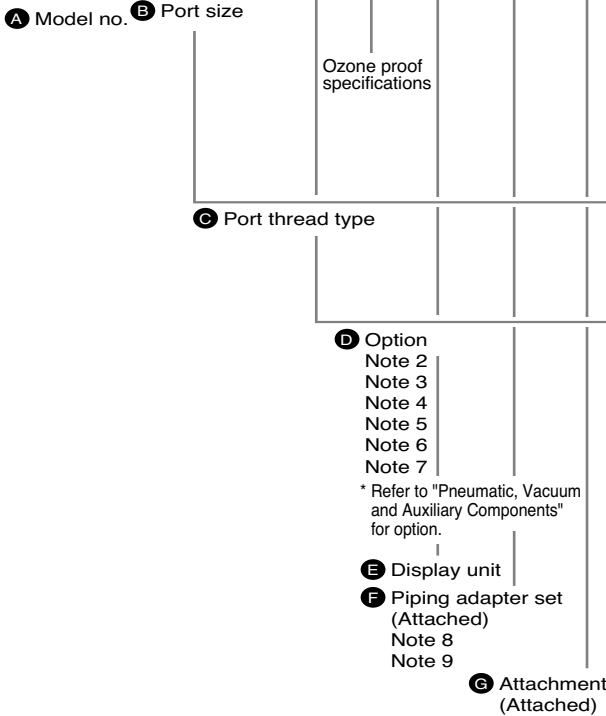 A Model no.
B Port size
Ozone proof
specifications
C Port thread type
D Option
Note 2
Note 3
Note 4
Note 5
Note 6
Note 7
* Refer to "Pneumatic, Vacuum
and Auxiliary Components"
for option.
E Display unit
F Piping adapter set
(Attached)
Note 8
Note 9
G Attachment
(Attached)